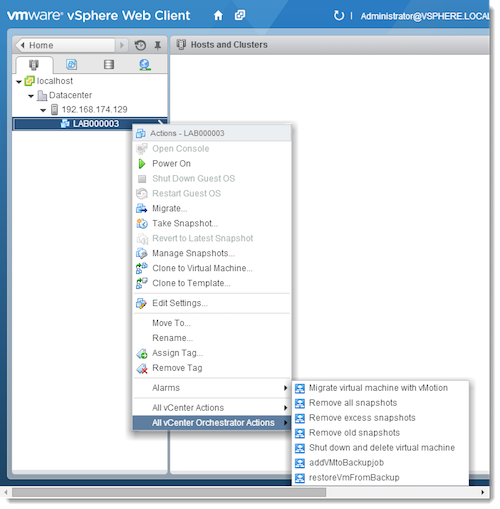 vmware® vSphere Web Client
Administrator@VSPHERE.LOCA
Home
Hosts and Clusters
localhost
Datacenter
192.168.174.129
LAB000003
Actions - LAB000003
Open Console
Power On
Shut Down Guest OS
Restart Guest OS
Migrate...
Take Snapshot...
Revert to Latest Snapshot
Manage Snapshots...
Clone to Virtual Machine...
Clone to Template...
Edit Settings...
Move To...
Rename...
Assign Tag...
Remove Tag
Alarms
All vCenter Actions
All vCenter Orchestrator Actions
Migrate virtual machine with vMotion
Remove all snapshots
Remove excess snapshots
Remove old snapshots
Shut down and delete virtual machine
addVMtoBackupjob
restoreVmFromBackup